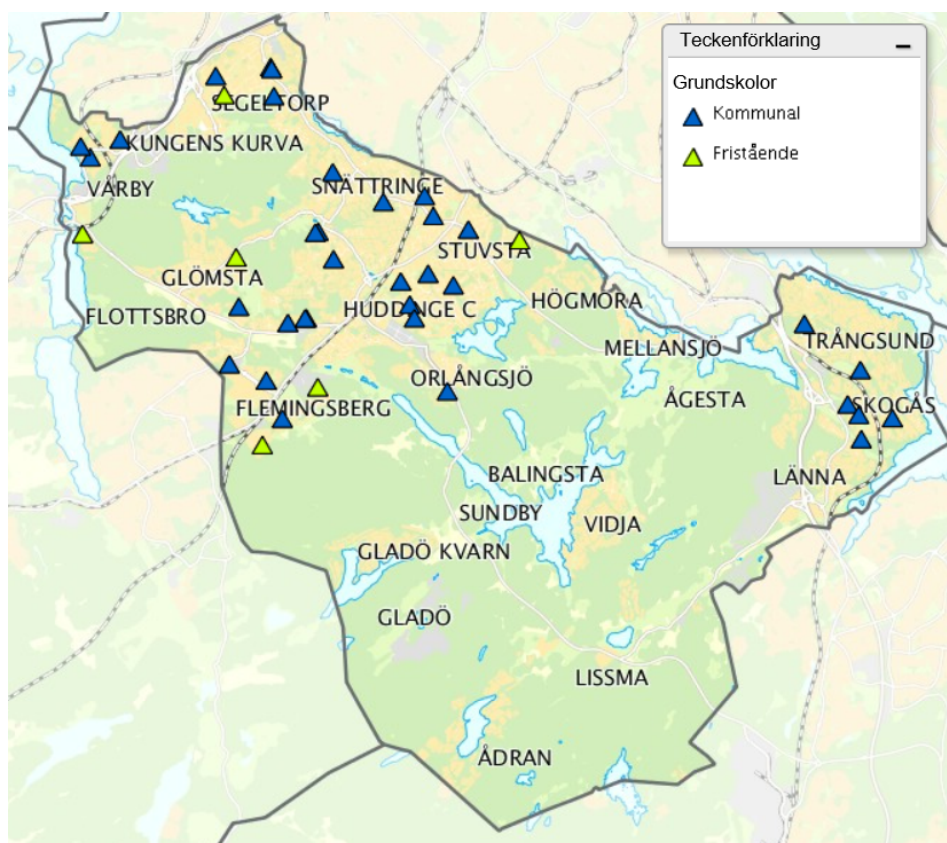 Teckenförklaring
Grundskolor
Kommunal
Fristående
SEGELTORP
KUNGENS KURVA
VÅRBY
SNÄTTRINGE
STUVSTA
GLÖMSTA
HÖGMORA
FLOTTSBRO
HUDDINGE C
TRÅNGSUND
MELLANSJÖ
ORLÅNGSJÖ
ÅGESTA
FLEMINGSBERG
SKOGÅS
BALINGSTA
LÄNNA
SUNDBY
VIDJA
GLADÖ KVARN
GLADÖ
LISSMA
ÅDRAN